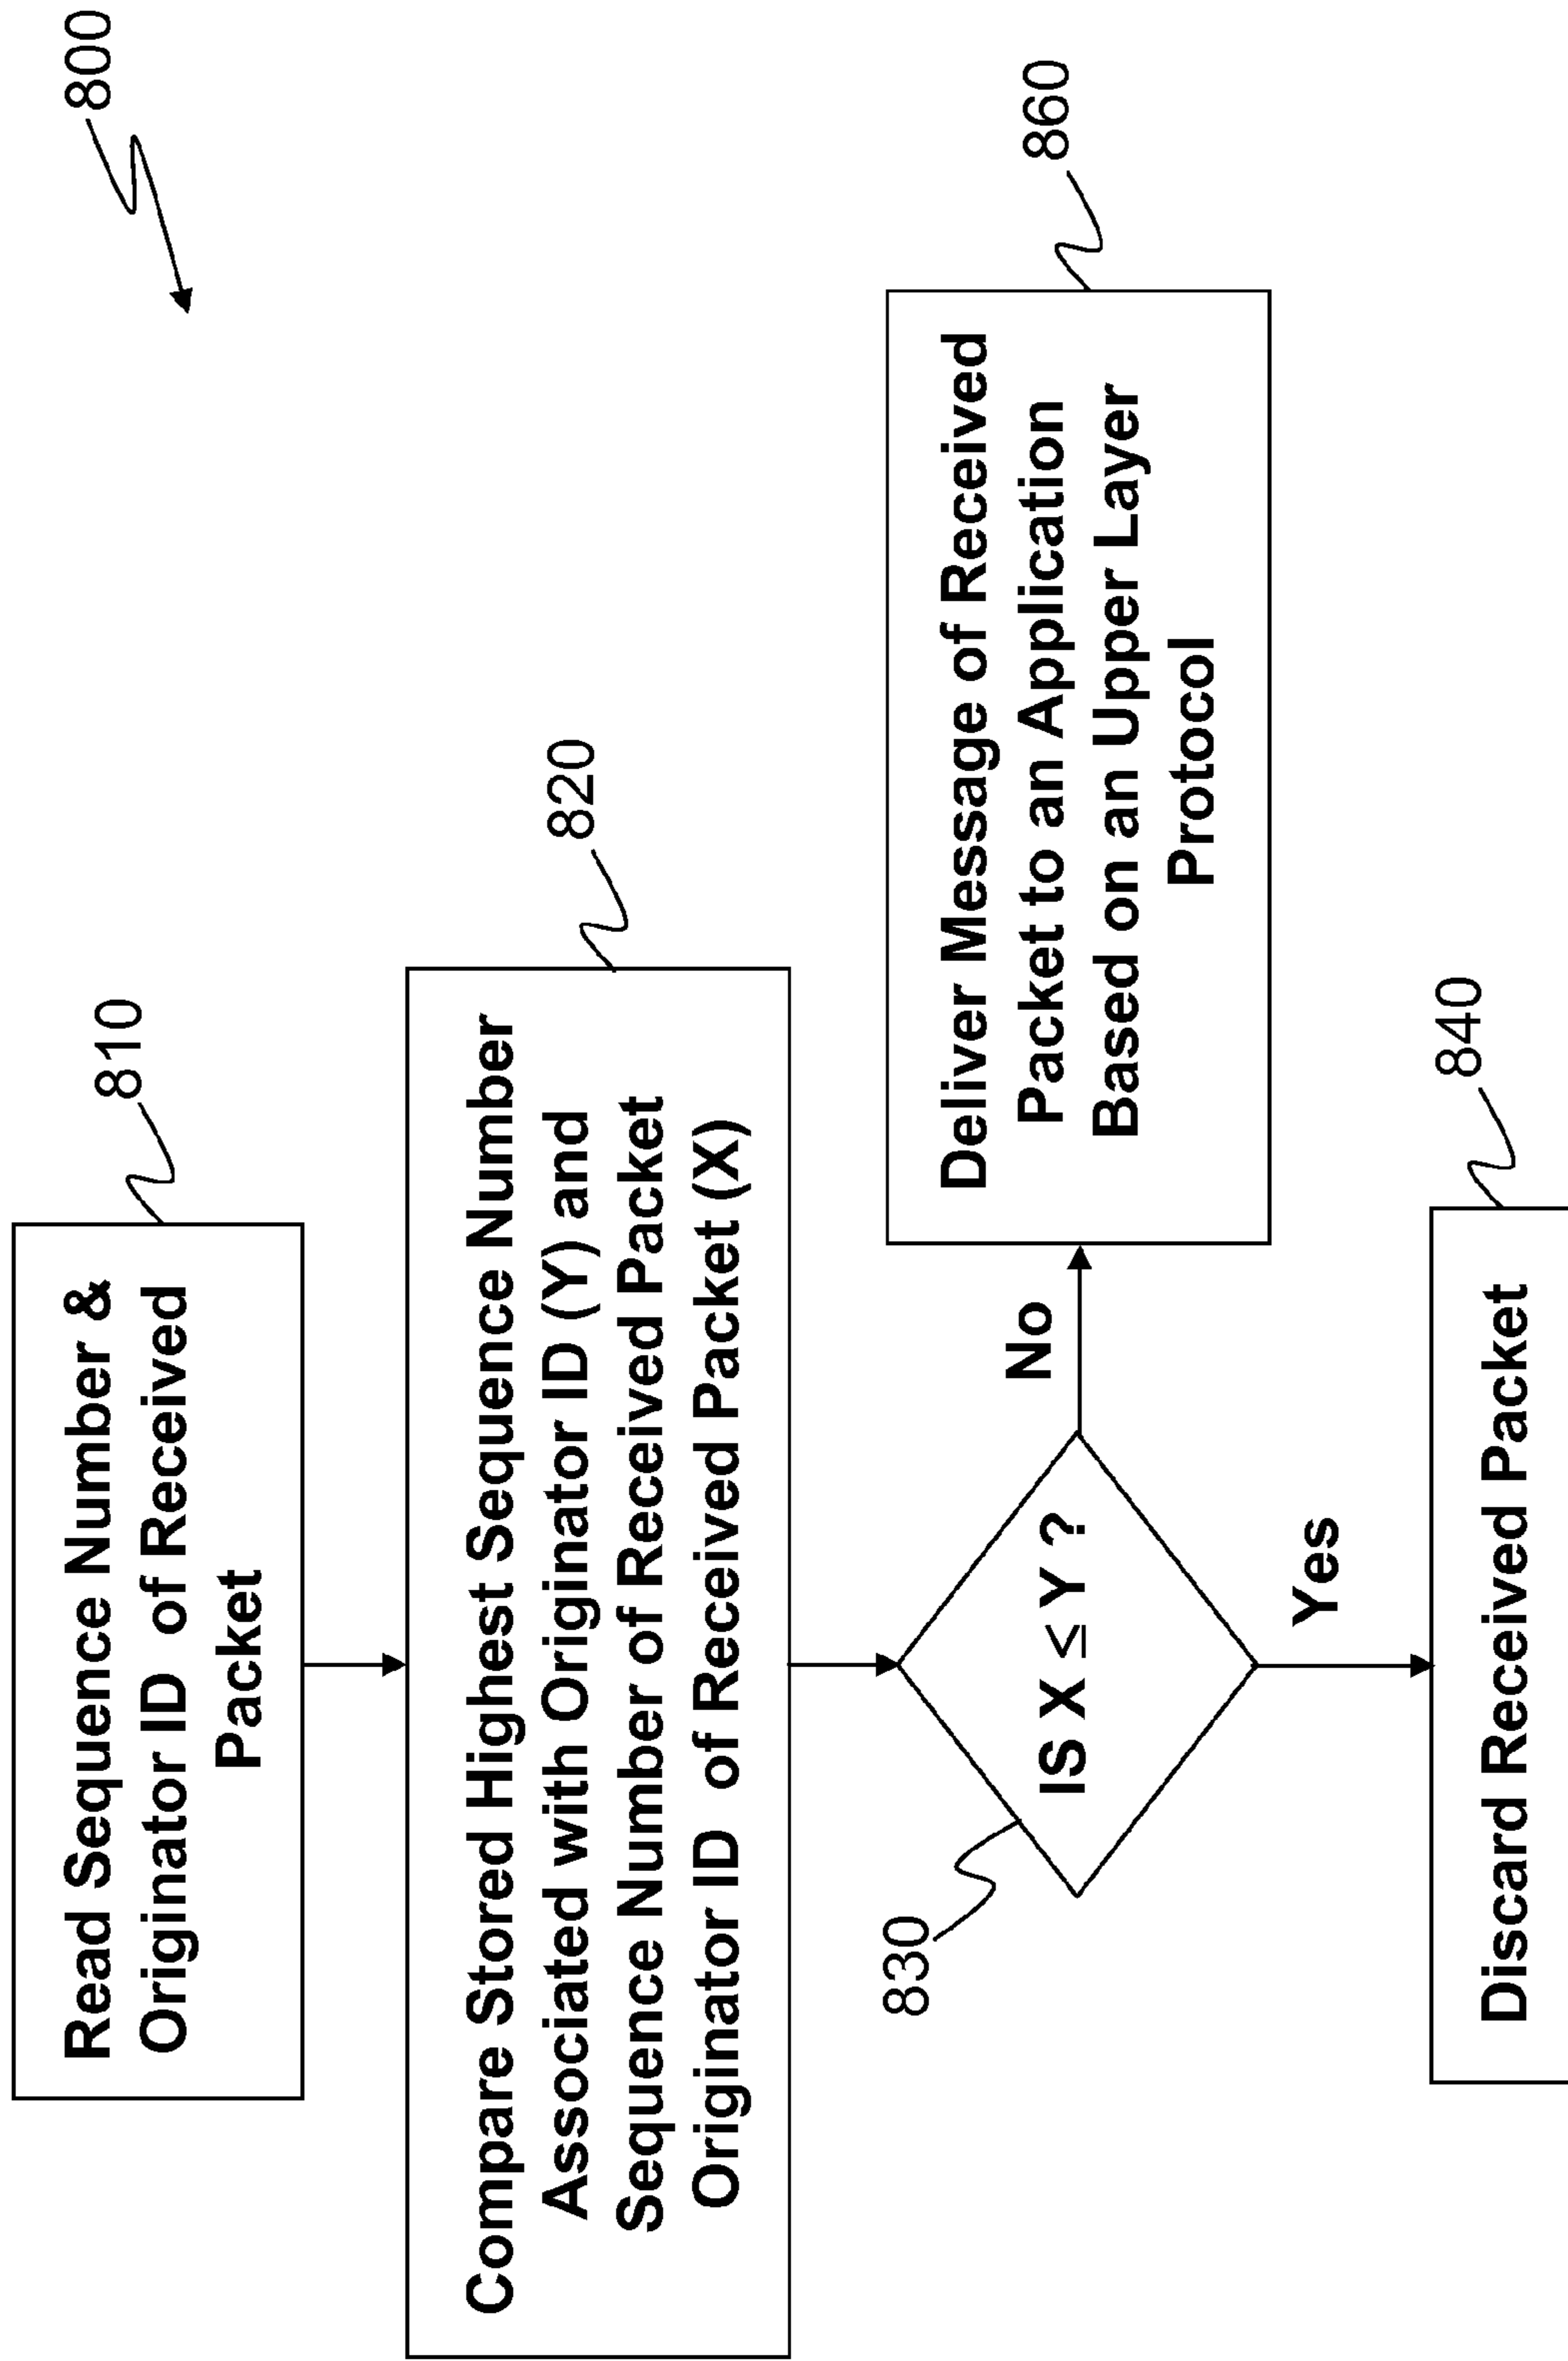 800
810
Read Sequence Number &
Originator ID of Received
Packet
820
Compare Stored Highest Sequence Number
Associated with Originator ID (Y) and
Sequence Number of Received Packet
Originator ID of Received Packet (X)
830
IS X ≤ Y ?
No
860
Deliver Message of Received
Packet to an Application
Based on an Upper Layer
Protocol
Yes
840
Discard Received Packet